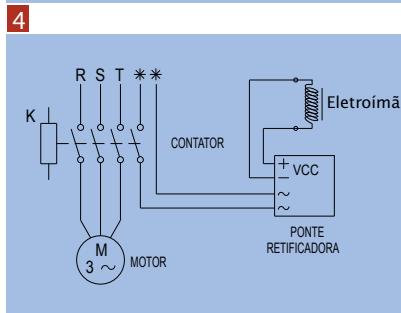 4
R S T * *
Eletroímã
K
CONTATOR
+ VCC
−
~
~
PONTE
RETIFICADORA
M
3 ~
MOTOR